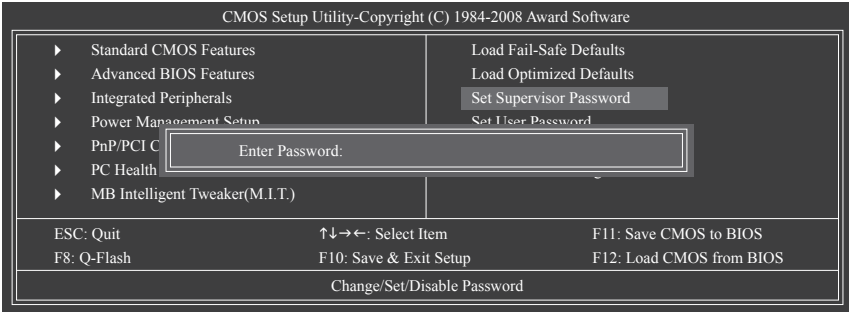 CMOS Setup Utility-Copyright (C) 1984-2008 Award Software
Standard CMOS Features
Advanced BIOS Features
Integrated Peripherals
Power Management Setup
PnP/PCI C
PC Health
MB Intelligent Tweaker(M.I.T.)
Load Fail-Safe Defaults
Load Optimized Defaults
Set Supervisor Password
Set User Password
Enter Password:
ESC: Quit ↑↓→←: Select Item F11: Save CMOS to BIOS
F8: Q-Flash F10: Save & Exit Setup F12: Load CMOS from BIOS
Change/Set/Disable Password